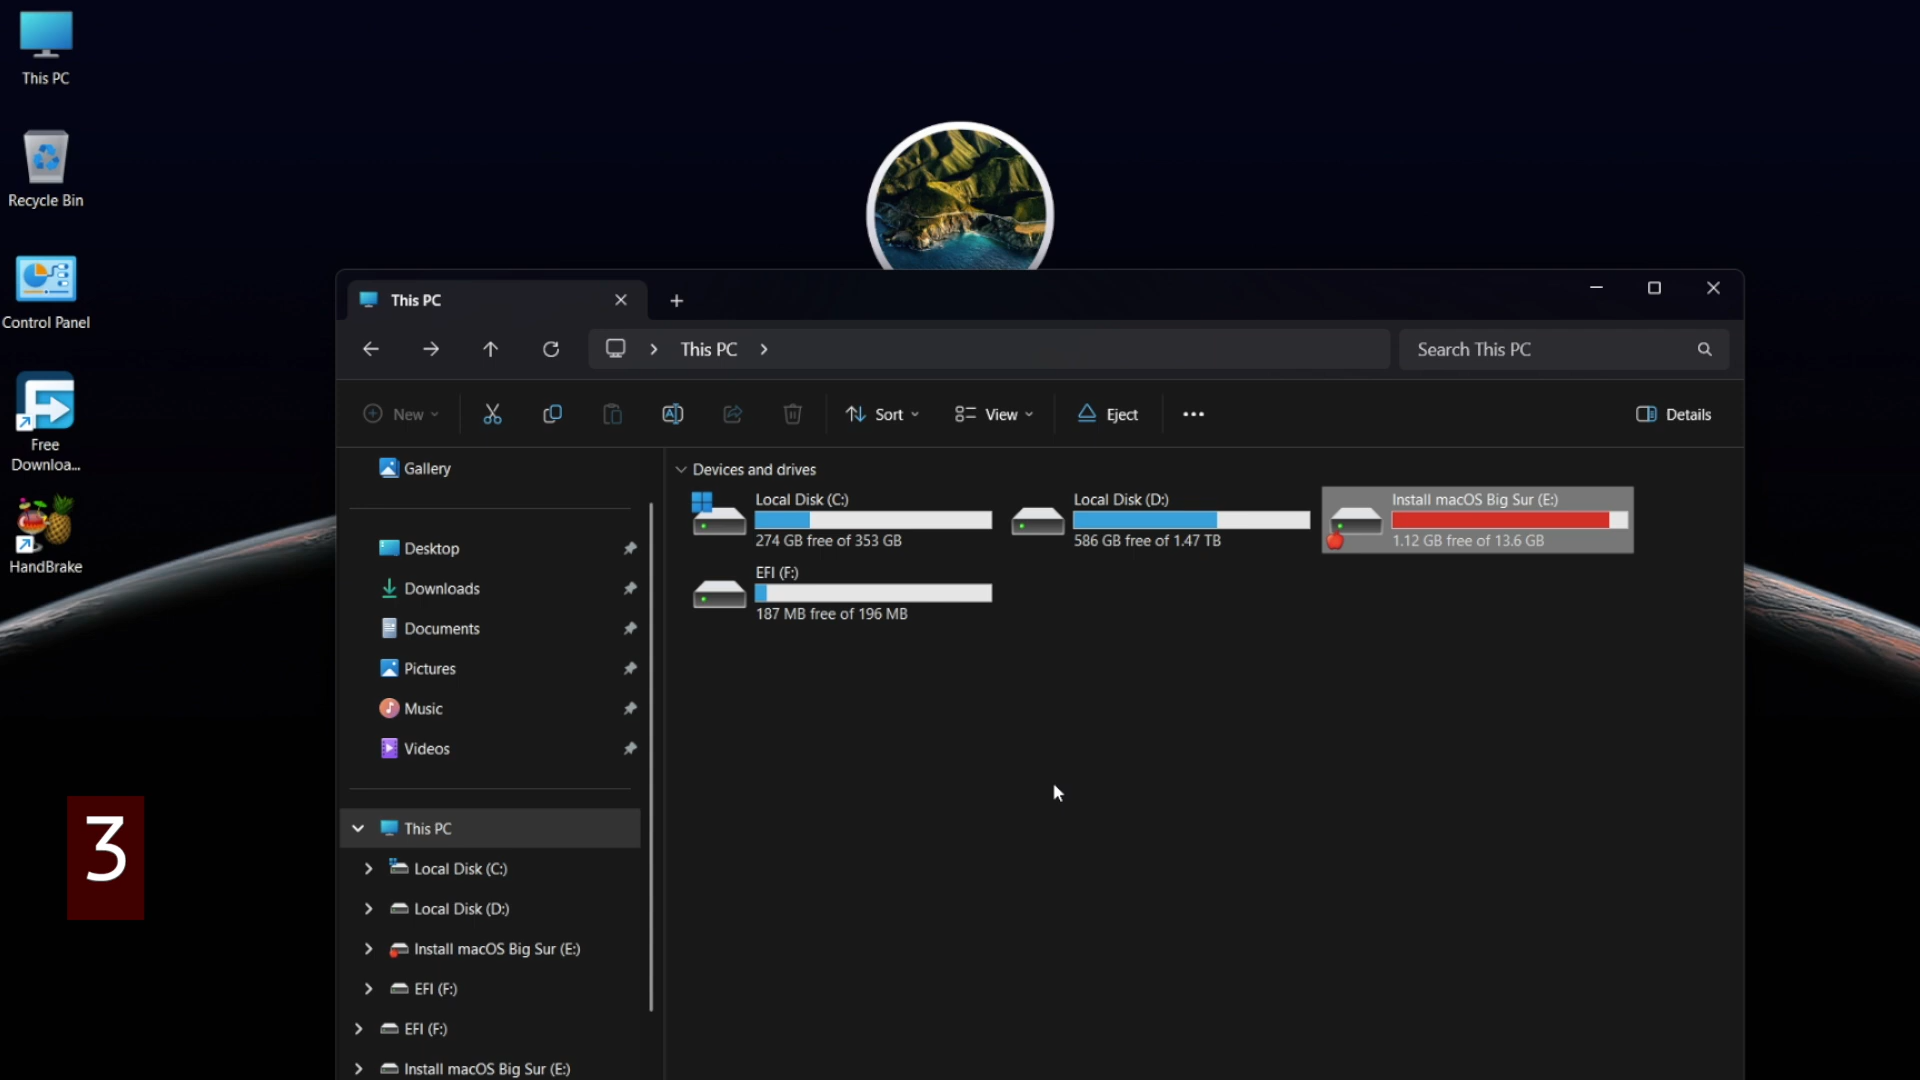 This PC
Recycle Bin
Control Panel
Free
Downloa...
HandBrake
3
This PC
This PC
Search This PC
New
Sort
View
Eject
Details
Gallery
Desktop
Downloads
Documents
Pictures
Music
Videos
This PC
Local Disk (C:)
Local Disk (D:)
Install macOS Big Sur (E:)
EFI (F:)
EFI (F:)
Install macOS Big Sur (E:)
Devices and drives
Local Disk (C:)
274 GB free of 353 GB
Local Disk (D:)
586 GB free of 1.47 TB
Install macOS Big Sur (E:)
1.12 GB free of 13.6 GB
EFI (F:)
187 MB free of 196 MB